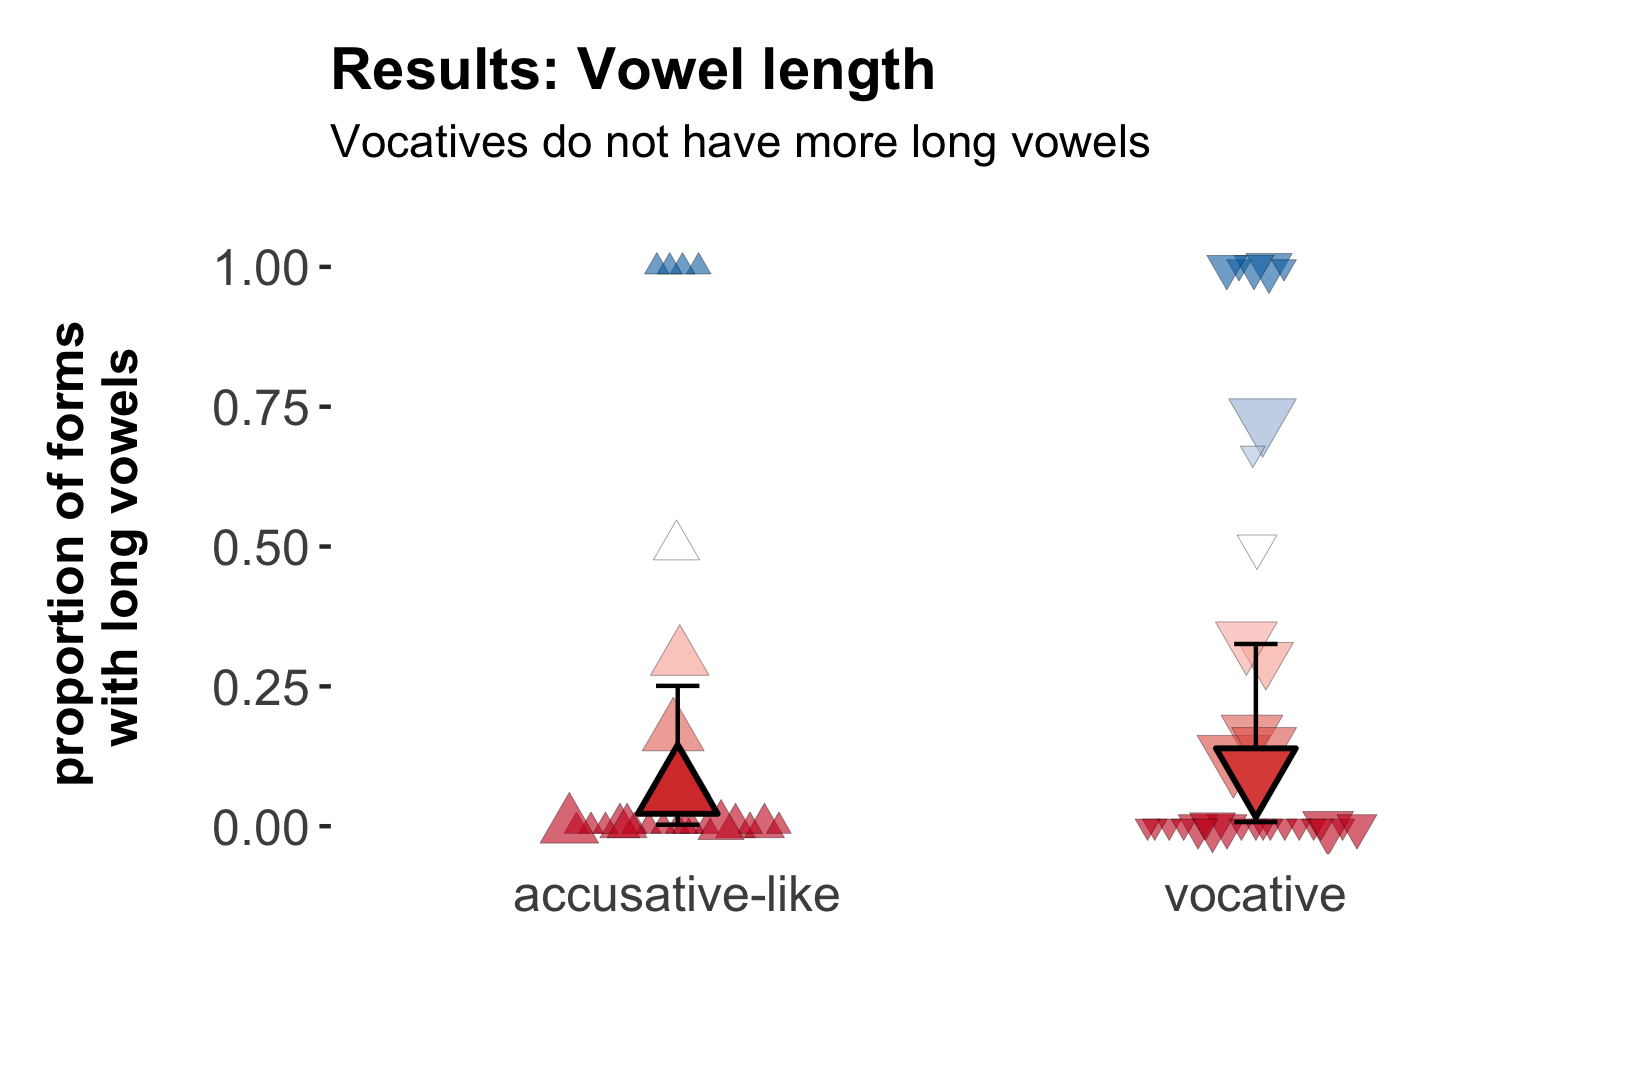 Results: Vowel length
Vocatives do not have more long vowels
proportion of forms
with long vowels
1.00
0.75
0.50
0.25
0.00
accusative-like
vocative